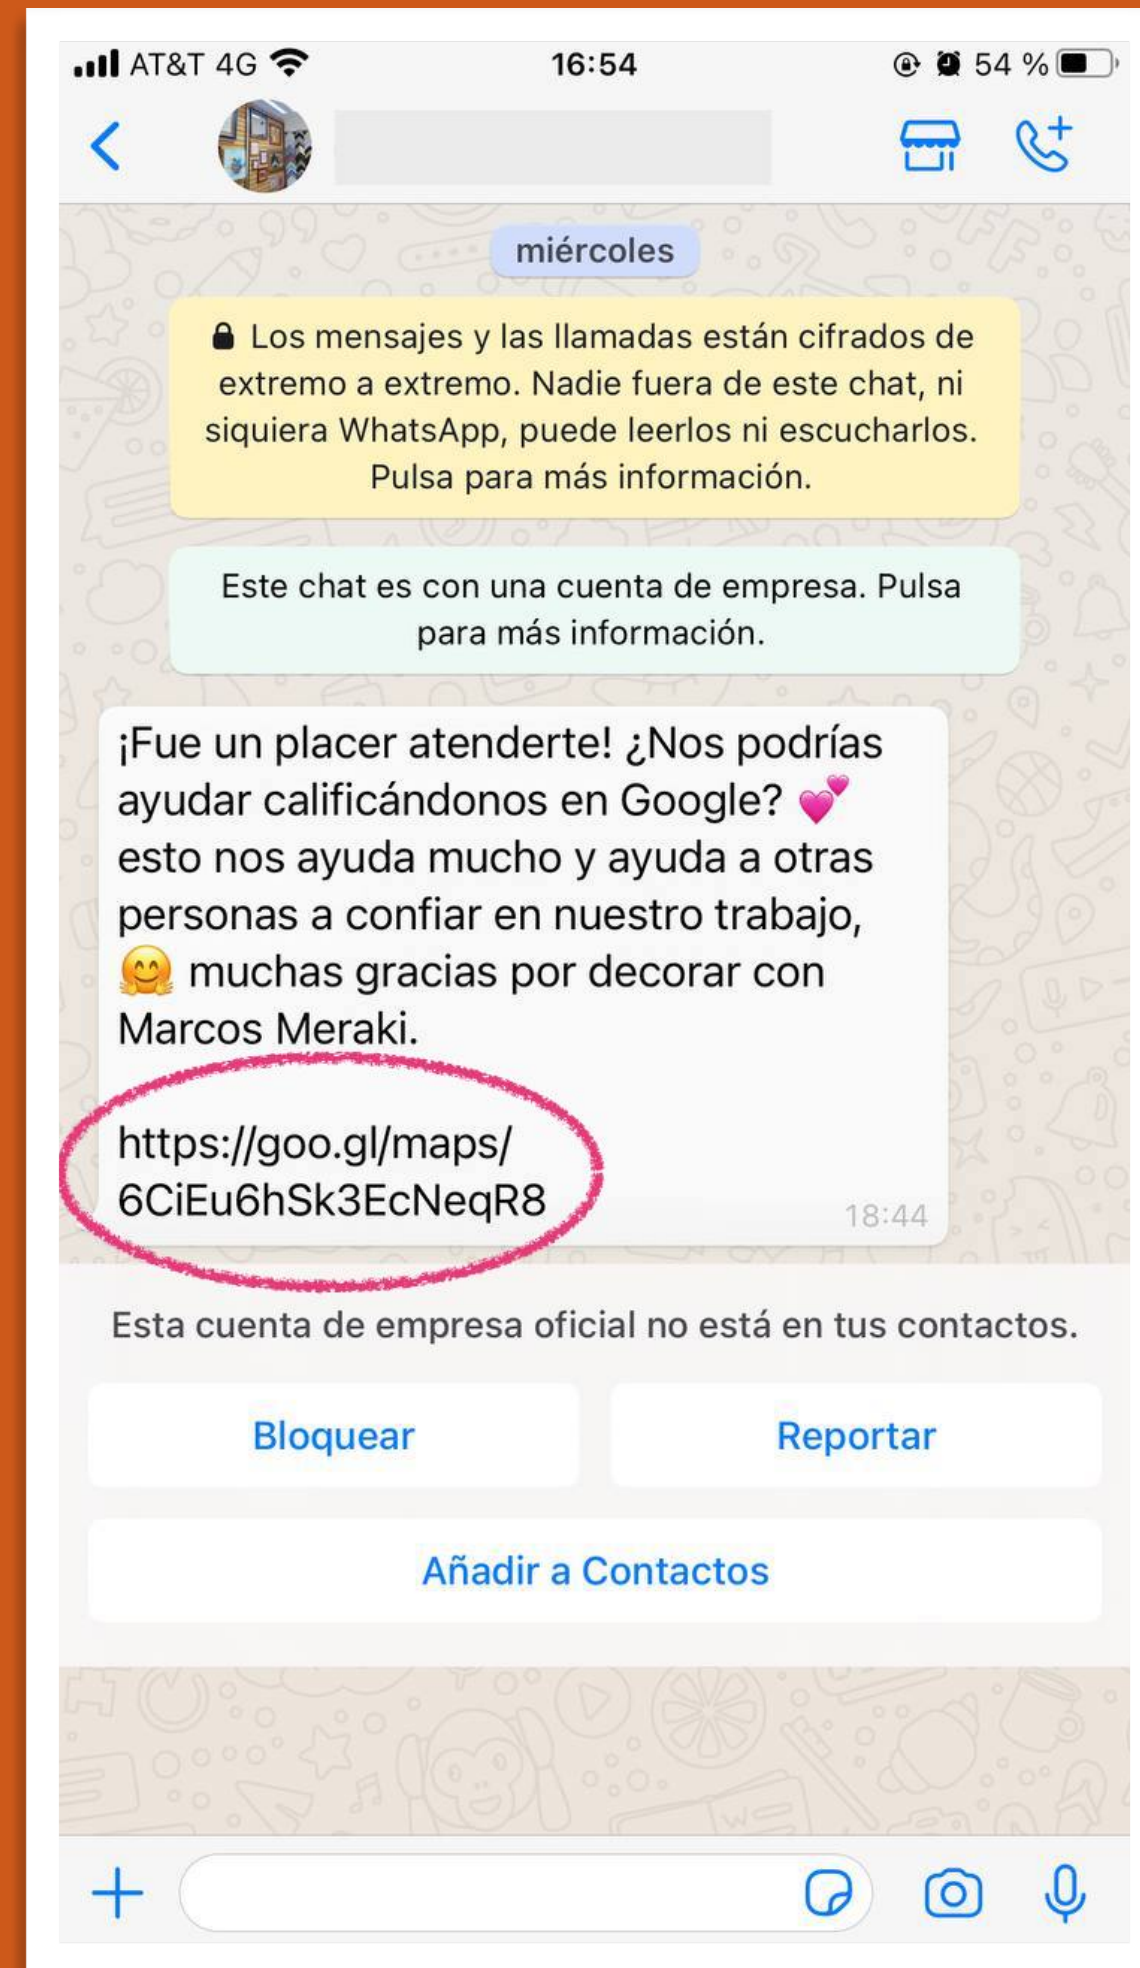 AT&T 4G 16:54 54 %
miércoles
Los mensajes y las llamadas están cifrados de
extremo a extremo. Nadie fuera de este chat, ni
siquiera WhatsApp, puede leerlos ni escucharlos.
Pulsa para más información.
Este chat es con una cuenta de empresa. Pulsa
para más información.
¡Fue un placer atenderte! ¿Nos podrías
ayudar calificándonos en Google? 💕
esto nos ayuda mucho y ayuda a otras
personas a confiar en nuestro trabajo,
🤗 muchas gracias por decorar con
Marcos Meraki.
https://goo.gl/maps/
6CiEu6hSk3EcNeqR8
18:44
Esta cuenta de empresa oficial no está en tus contactos.
Bloquear Reportar
Añadir a Contactos